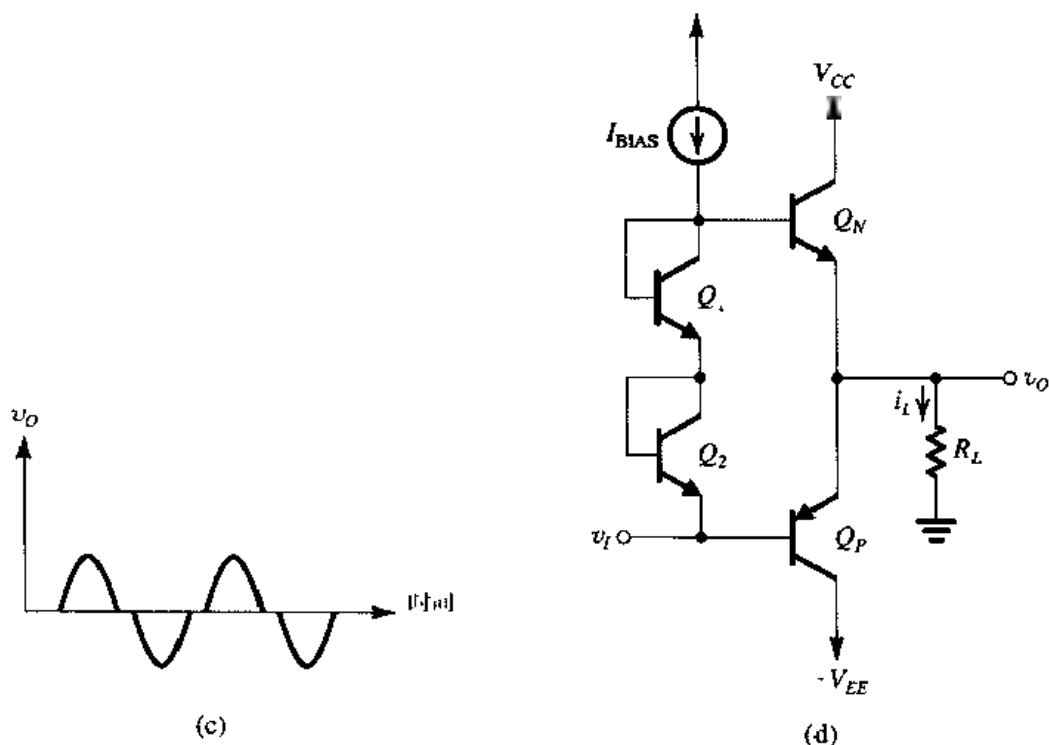 v_O
(c)
V_CC
I_BIAS
Q_N
Q
Q_2
v_O
i_L
R_L
v_I
Q_P
-V_EE
(d)